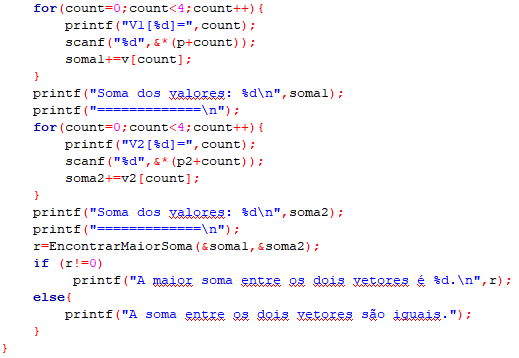 for(count=0;count<4;count++){
printf("V1[%d]=",count);
scanf("%d",&*(p+count));
soma1+=v[count];
}
printf("Soma dos valores: %d\n",soma1);
printf("=============\n");
for(count=0;count<4;count++){
printf("V2[%d]=",count);
scanf("%d",&*(p2+count));
soma2+=v2[count];
}
printf("Soma dos valores: %d\n",soma2);
printf("=============\n");
r=EncontrarMaiorSoma(&soma1,&soma2);
if (r!=0)
printf("A maior soma entre os dois vetores é %d.\n",r);
else{
printf("A soma entre os dois vetores são iguais.");
}
}